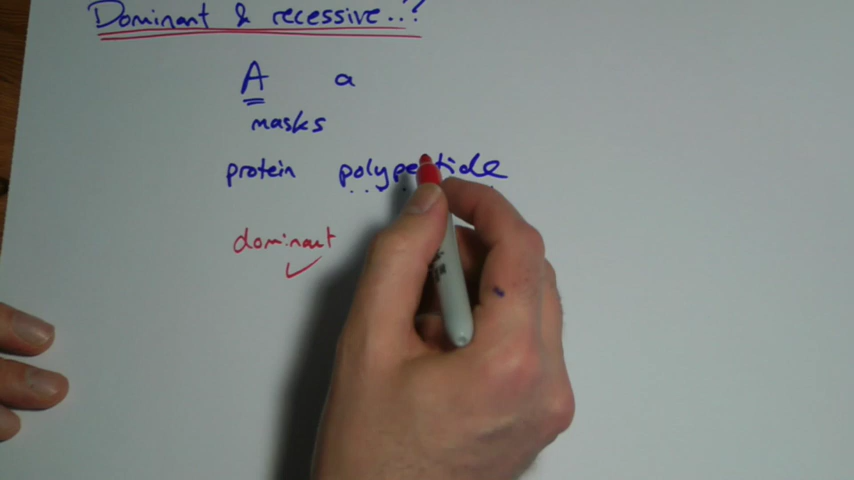 Dominant & recessive..?
A a
masks
protein polypeptide
dominant